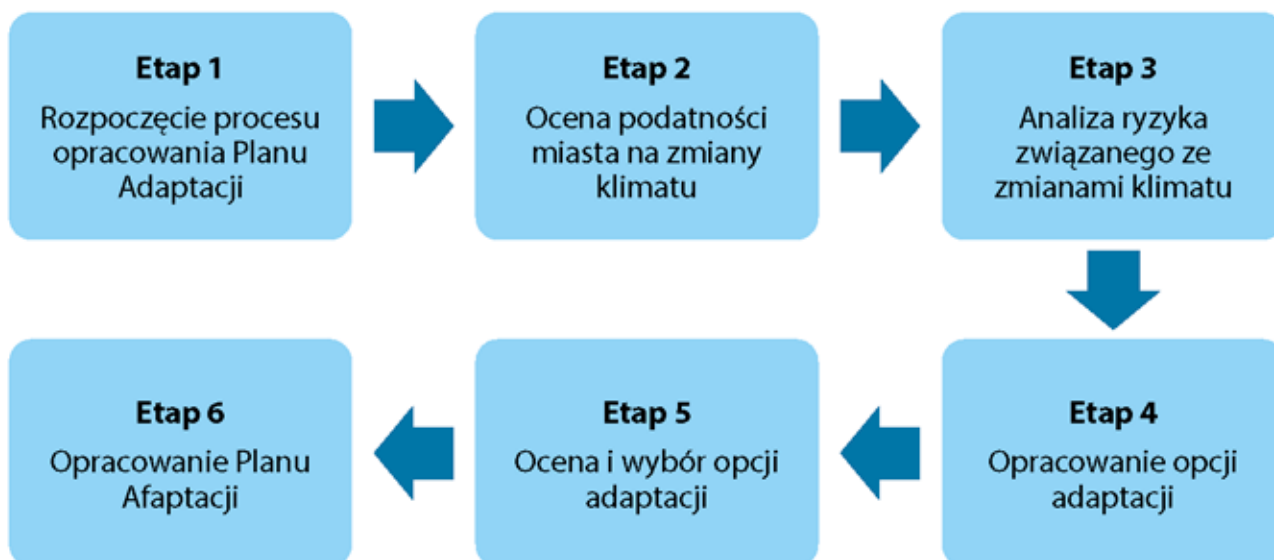 Etap 1
Rozpoczęcie procesu
opracowania Planu
Adaptacji
Etap 2
Ocena podatności
miasta na zmiany
klimatu
Etap 3
Analiza ryzyka
związanego ze
zmianami klimatu
Etap 4
Opracowanie opcji
adaptacji
Etap 5
Ocena i wybór opcji
adaptacji
Etap 6
Opracowanie Planu
Afaptacji